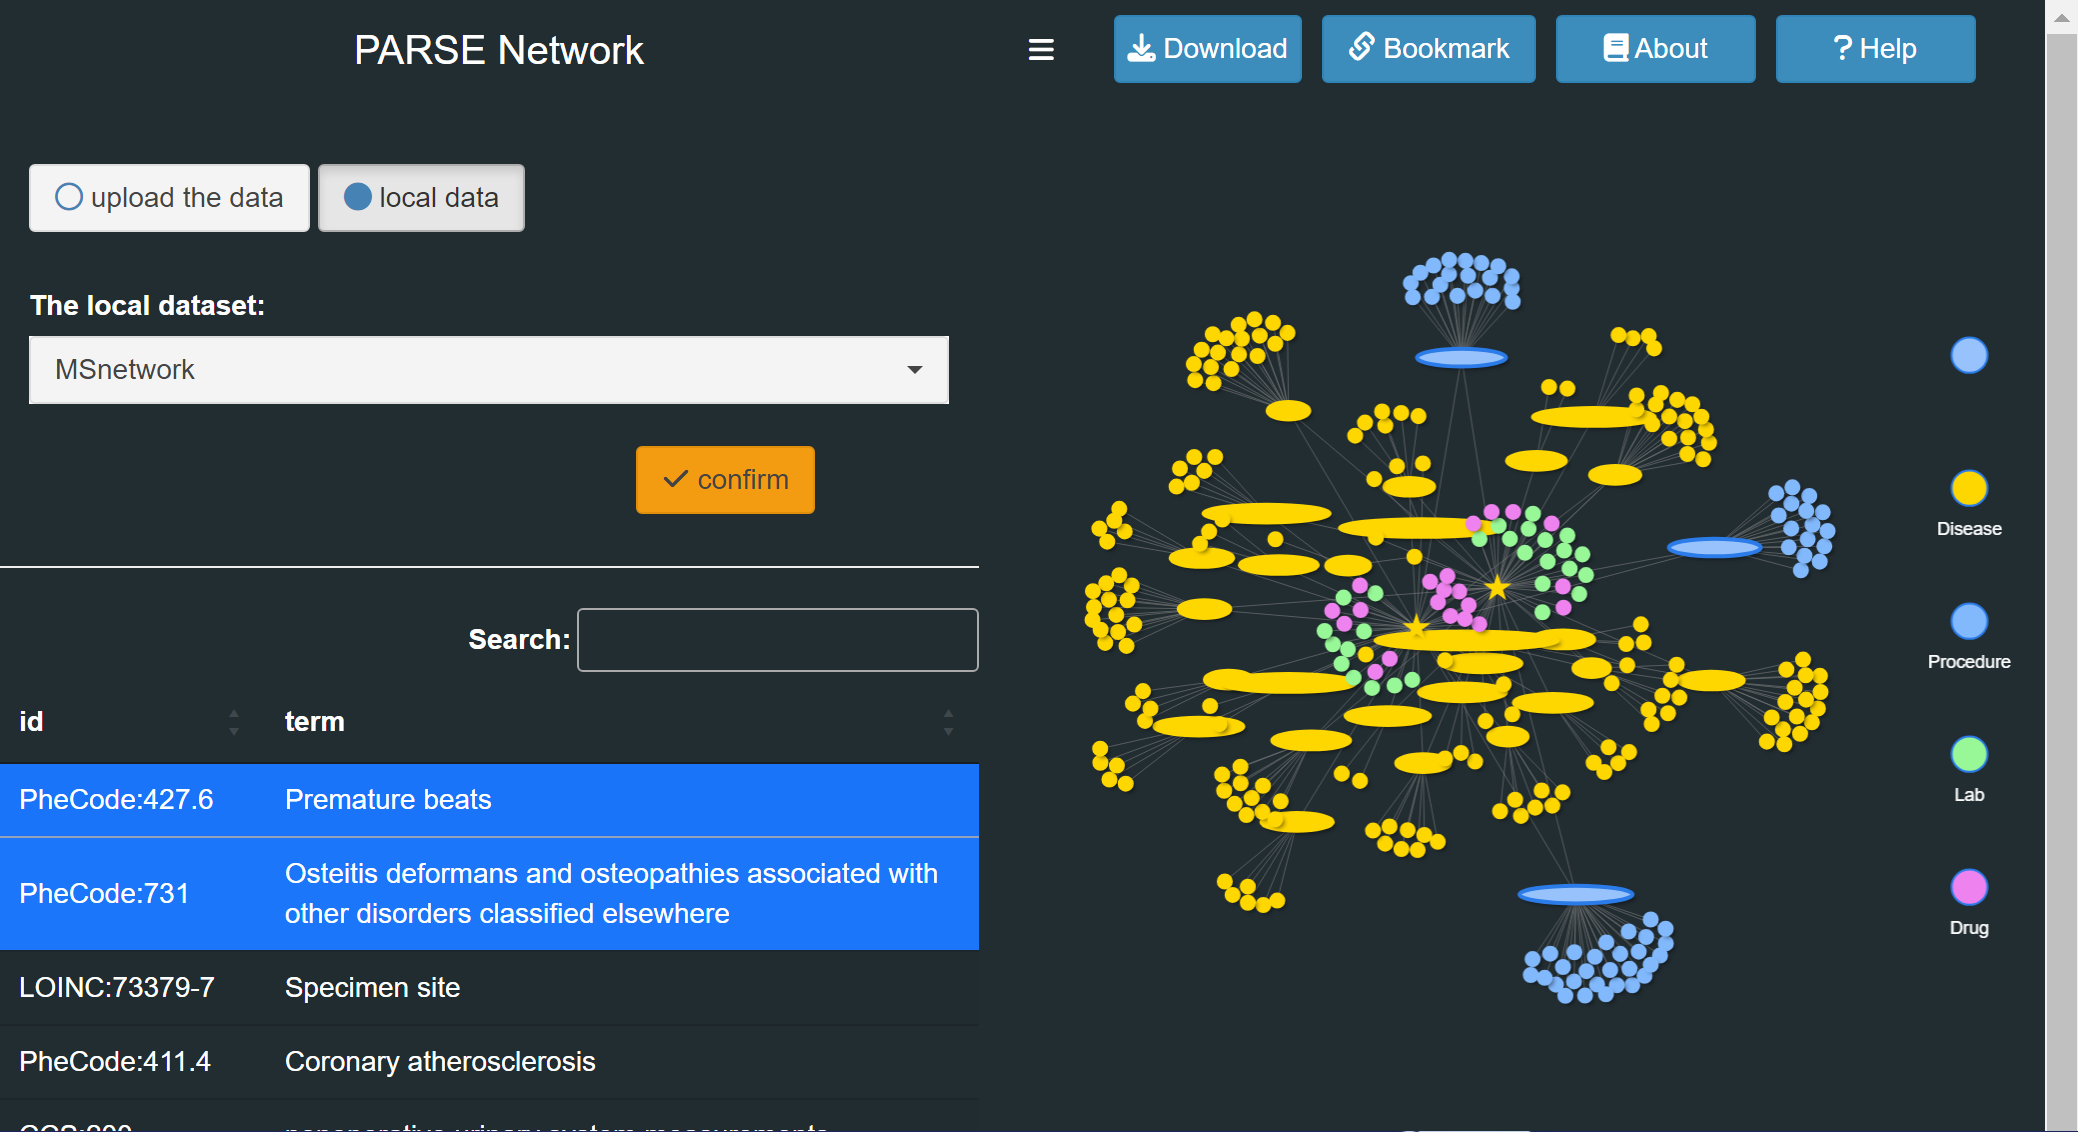 PARSE Network
Download
Bookmark
About
? Help
upload the data
local data
The local dataset:
MSnetwork
confirm
Search:
id
term
PheCode:427.6
Premature beats
PheCode:731
Osteitis deformans and osteopathies associated with
other disorders classified elsewhere
LOINC:73379-7
Specimen site
PheCode:411.4
Coronary atherosclerosis
Disease
Procedure
Lab
Drug